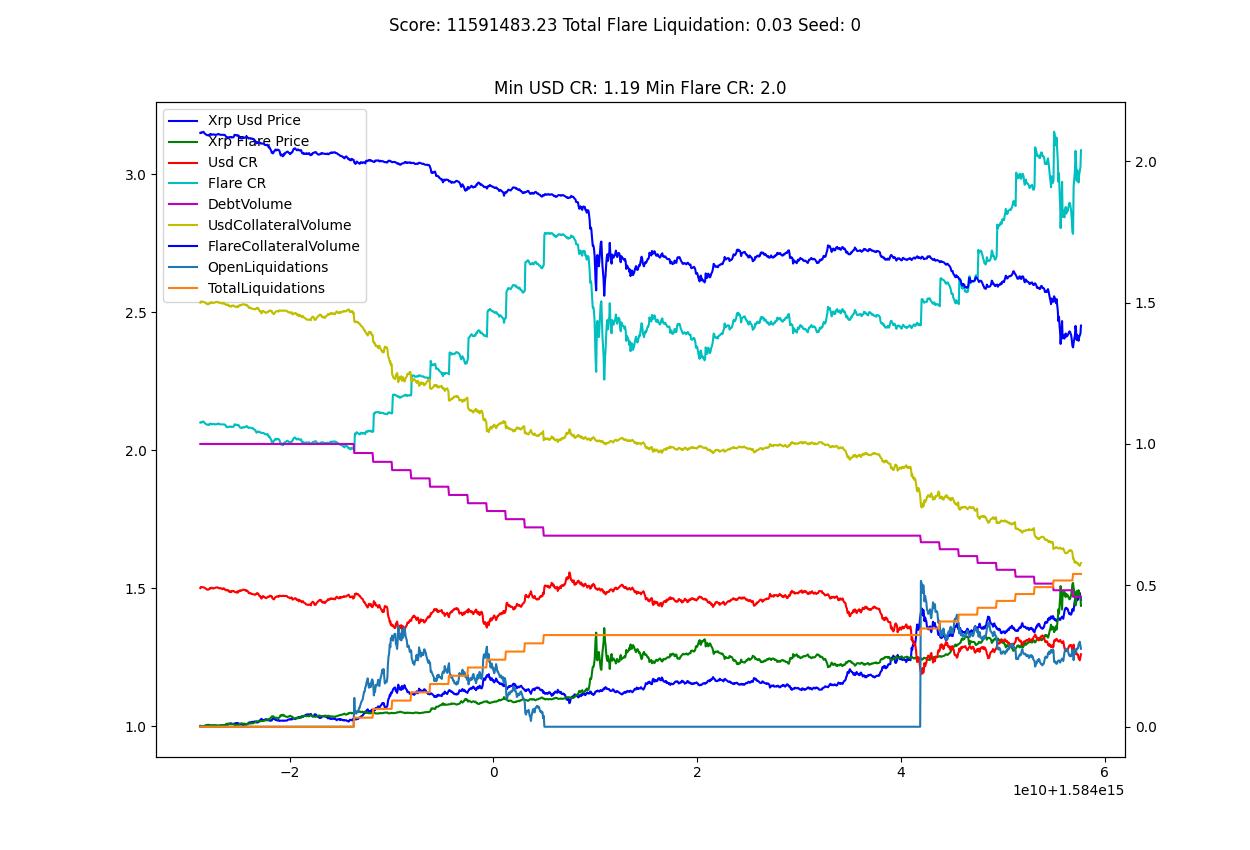 Score: 11591483.23 Total Flare Liquidation: 0.03 Seed: 0
Min USD CR: 1.19 Min Flare CR: 2.0
Xrp Usd Price
Xrp Flare Price
Usd CR
Flare CR
DebtVolume
UsdCollateralVolume
FlareCollateralVolume
OpenLiquidations
TotalLiquidations
3.0
2.5
2.0
1.5
1.0
2.0
1.5
1.0
0.5
0.0
−2
0
2
4
6
1e10+1.584e15